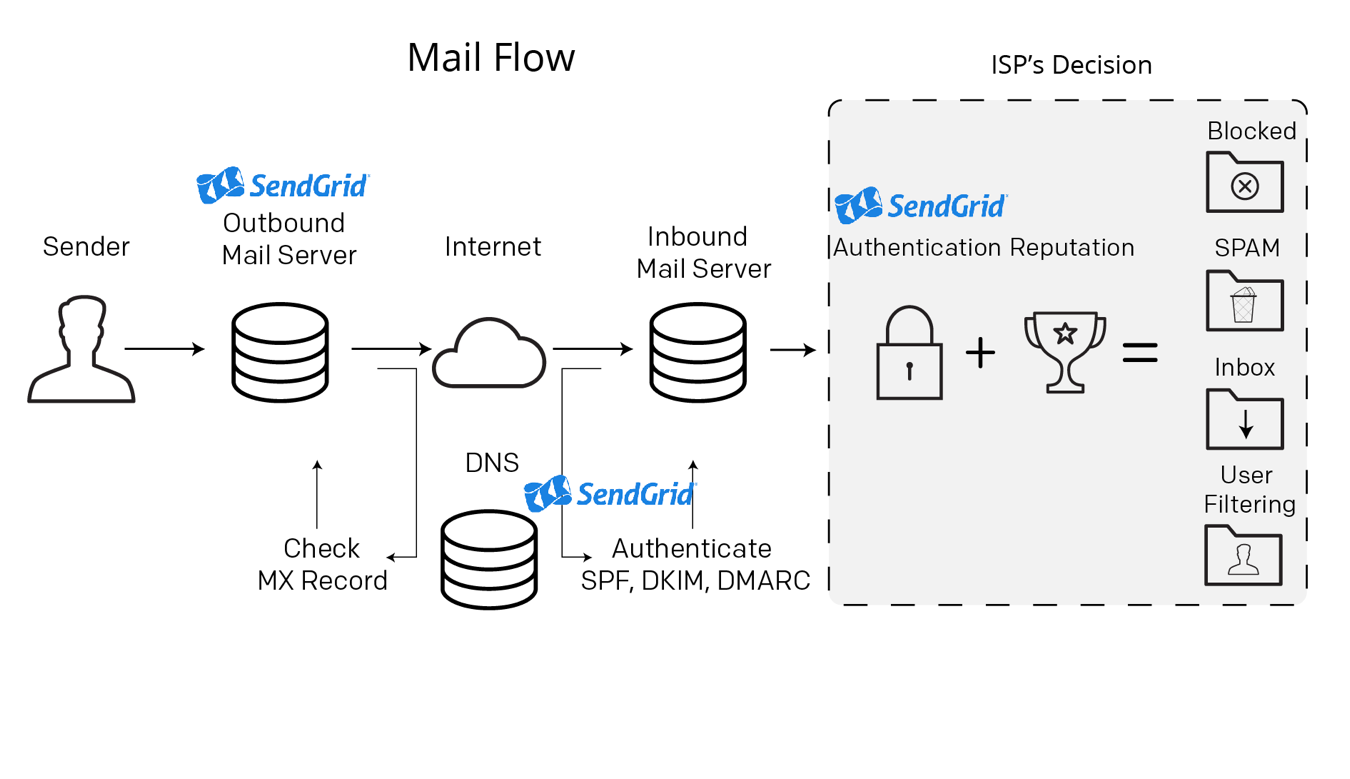 Mail Flow
ISP’s Decision
Blocked
SendGrid
SendGrid
Outbound
Mail Server
Sender
Internet
Inbound
Mail Server
Authentication Reputation
SPAM
Inbox
DNS
SendGrid
User
Filtering
Check
MX Record
Authenticate
SPF, DKIM, DMARC